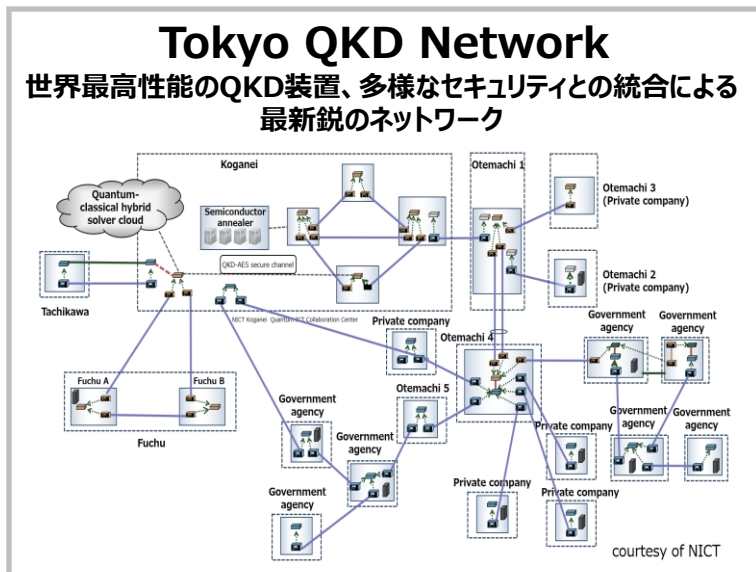 Tokyo QKD Network
世界最高性能のQKD装置、多様なセキュリティとの統合による
最新鋭のネットワーク
Koganei
Otemachi 1
Quantum-
classical hybrid
solver cloud
Semiconductor
annealer
Otemachi 3
(Private company)
QKD-AES secure channel
Tachikawa
Otemachi 2
(Private company)
NICT Koganei Quantum ICT Collaboration Center
Private company
Otemachi 4
Government
agency
Government
agency
Fuchu A
Fuchu B
Fuchu
Otemachi 5
Government
agency
Government
agency
Government
agency
Government
agency
Private company
Government
agency
Private company
Private company
courtesy of NICT